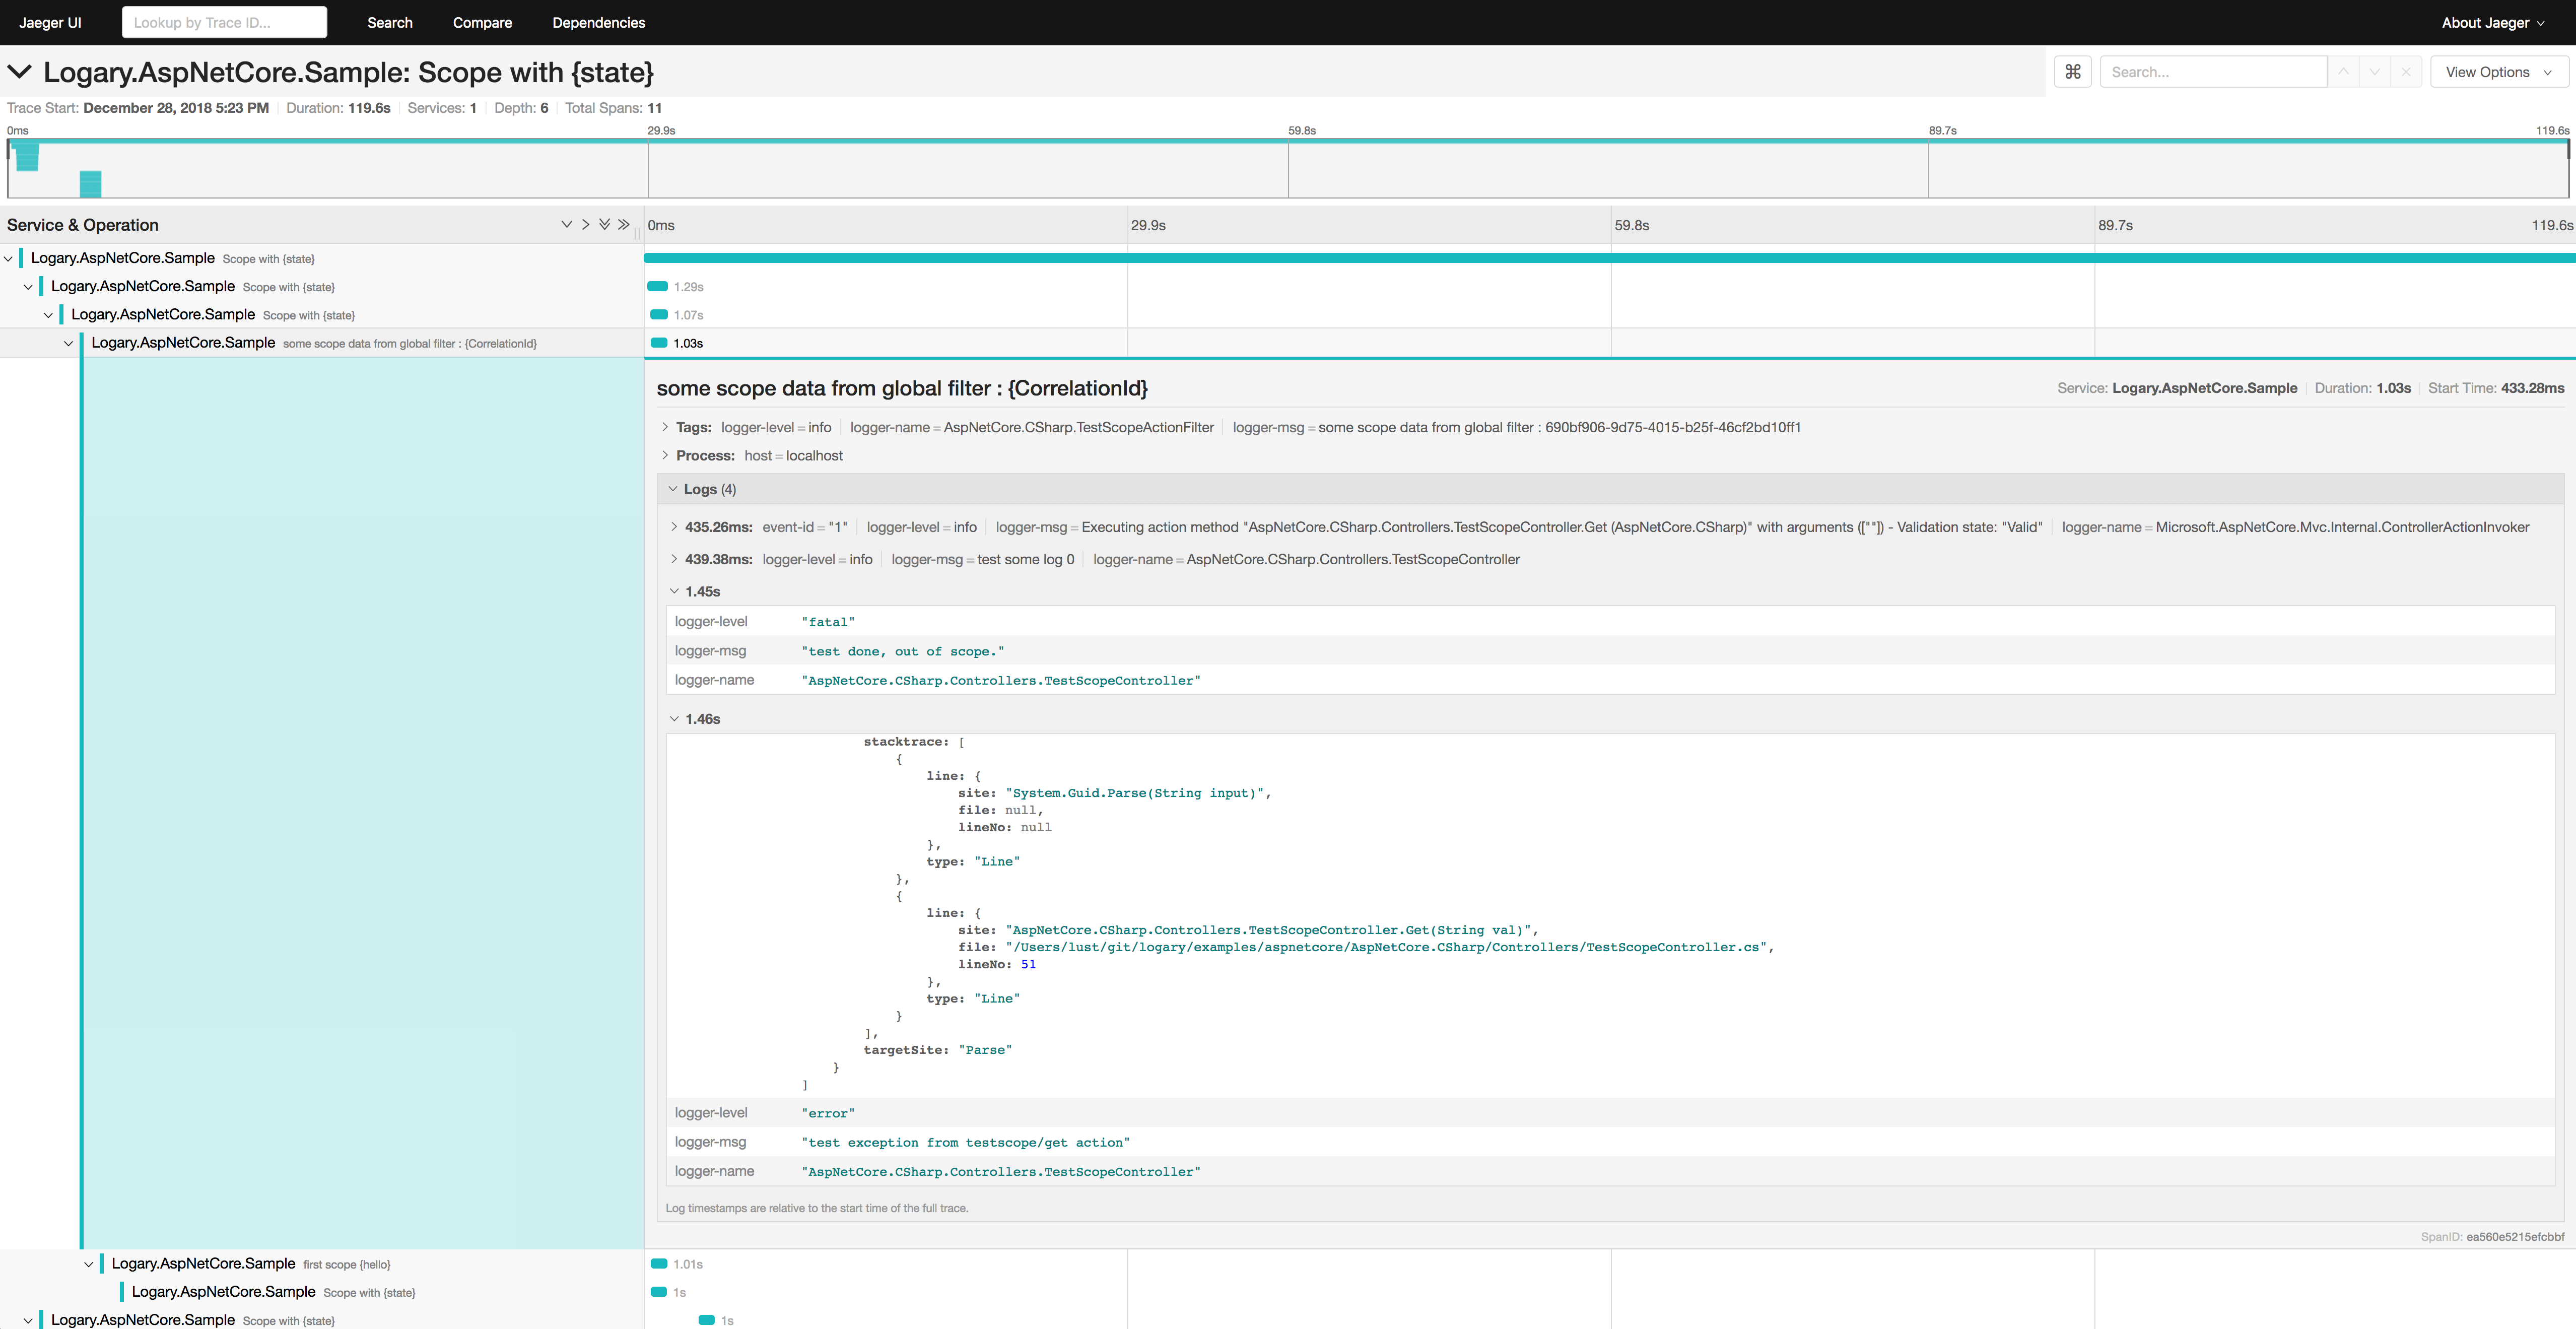 Jaeger UI Lookup by Trace ID... Search Compare Dependencies About Jaeger
Logary.AspNetCore.Sample: Scope with {state} ⌘ Search... View Options
Trace Start: December 28, 2018 5:23 PM Duration: 119.6s Services: 1 Depth: 6 Total Spans: 11
0ms 29.9s 59.8s 89.7s 119.6s
Service & Operation 0ms 29.9s 59.8s 89.7s 119.6s
Logary.AspNetCore.Sample Scope with {state}
Logary.AspNetCore.Sample Scope with {state} 1.29s
Logary.AspNetCore.Sample Scope with {state} 1.07s
Logary.AspNetCore.Sample some scope data from global filter : {CorrelationId} 1.03s
some scope data from global filter : {CorrelationId} Service: Logary.AspNetCore.Sample Duration: 1.03s Start Time: 433.28ms
Tags: logger-level = info logger-name = AspNetCore.CSharp.TestScopeActionFilter logger-msg = some scope data from global filter : 690bf906-9d75-4015-b25f-46cf2bd10ff1
Process: host = localhost
Logs (4)
435.26ms: event-id = "1" logger-level = info logger-msg = Executing action method "AspNetCore.CSharp.Controllers.TestScopeController.Get (AspNetCore.CSharp)" with arguments ([""]) - Validation state: "Valid" logger-name = Microsoft.AspNetCore.Mvc.Internal.ControllerActionInvoker
439.38ms: logger-level = info logger-msg = test some log 0 logger-name = AspNetCore.CSharp.Controllers.TestScopeController
1.45s
logger-level "fatal"
logger-msg "test done, out of scope."
logger-name "AspNetCore.CSharp.Controllers.TestScopeController"
1.46s
stacktrace: [
{
line: {
site: "System.Guid.Parse(String input)",
file: null,
lineNo: null
},
type: "Line"
},
{
line: {
site: "AspNetCore.CSharp.Controllers.TestScopeController.Get(String val)",
file: "/Users/lust/git/logary/examples/aspnetcore/AspNetCore.CSharp/Controllers/TestScopeController.cs",
lineNo: 51
},
type: "Line"
}
],
targetSite: "Parse"
}
]
logger-level "error"
logger-msg "test exception from testscope/get action"
logger-name "AspNetCore.CSharp.Controllers.TestScopeController"
Log timestamps are relative to the start time of the full trace.
SpanID: ea560e5215efcbbf
Logary.AspNetCore.Sample first scope {hello} 1.01s
Logary.AspNetCore.Sample Scope with {state} 1s
Logary.AspNetCore.Sample Scope with {state} 1s